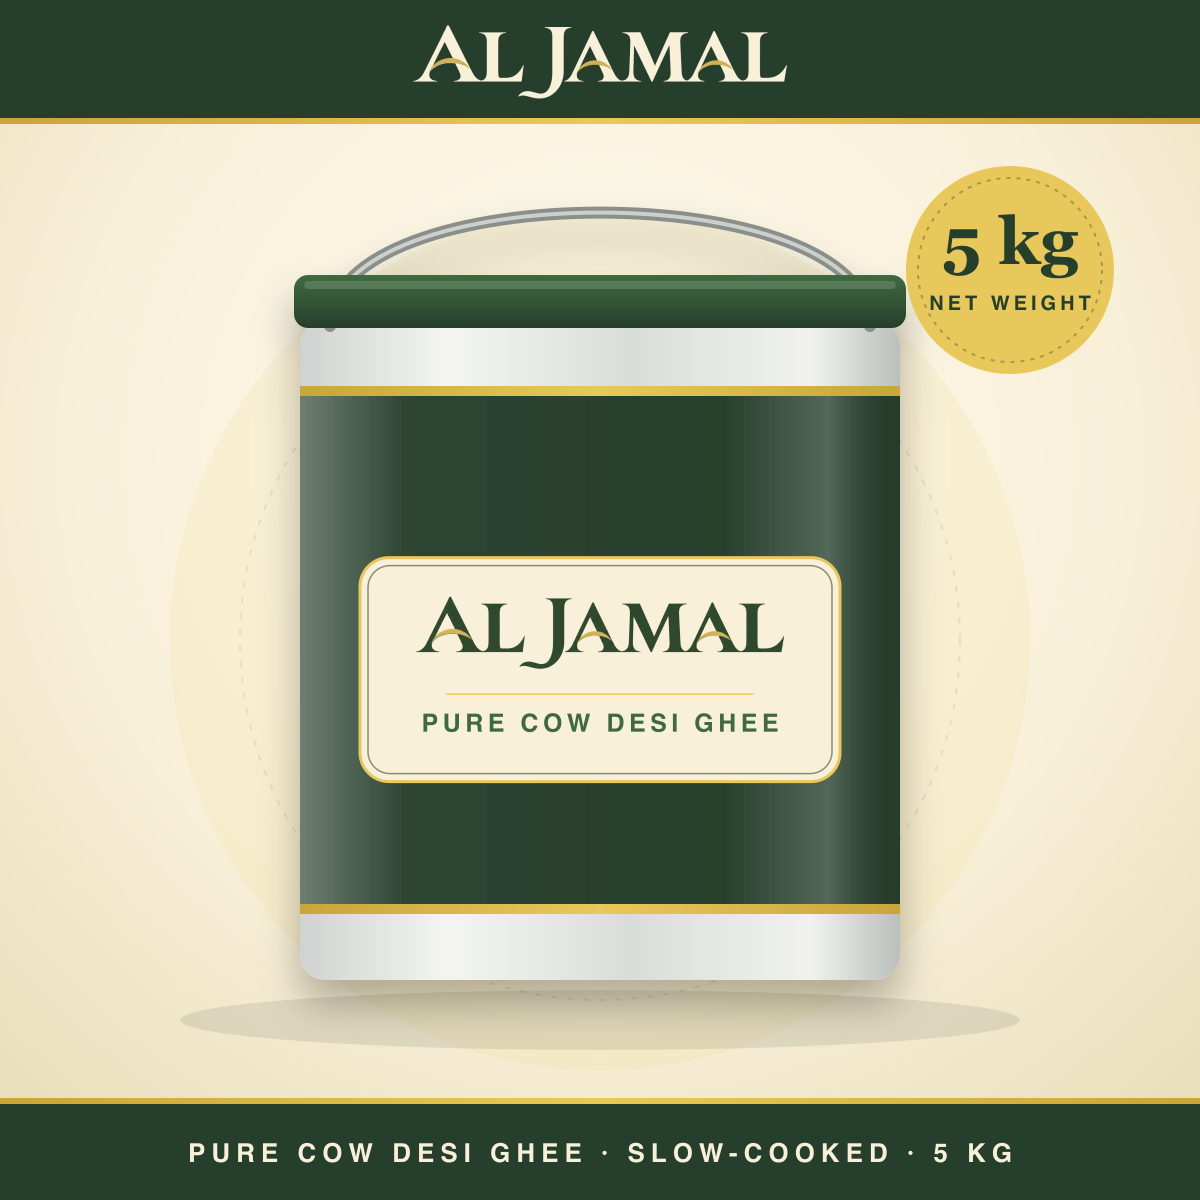 AL JAMAL
5 kg
NET WEIGHT
AL JAMAL
PURE COW DESI GHEE
PURE COW DESI GHEE · SLOW-COOKED · 5 KG